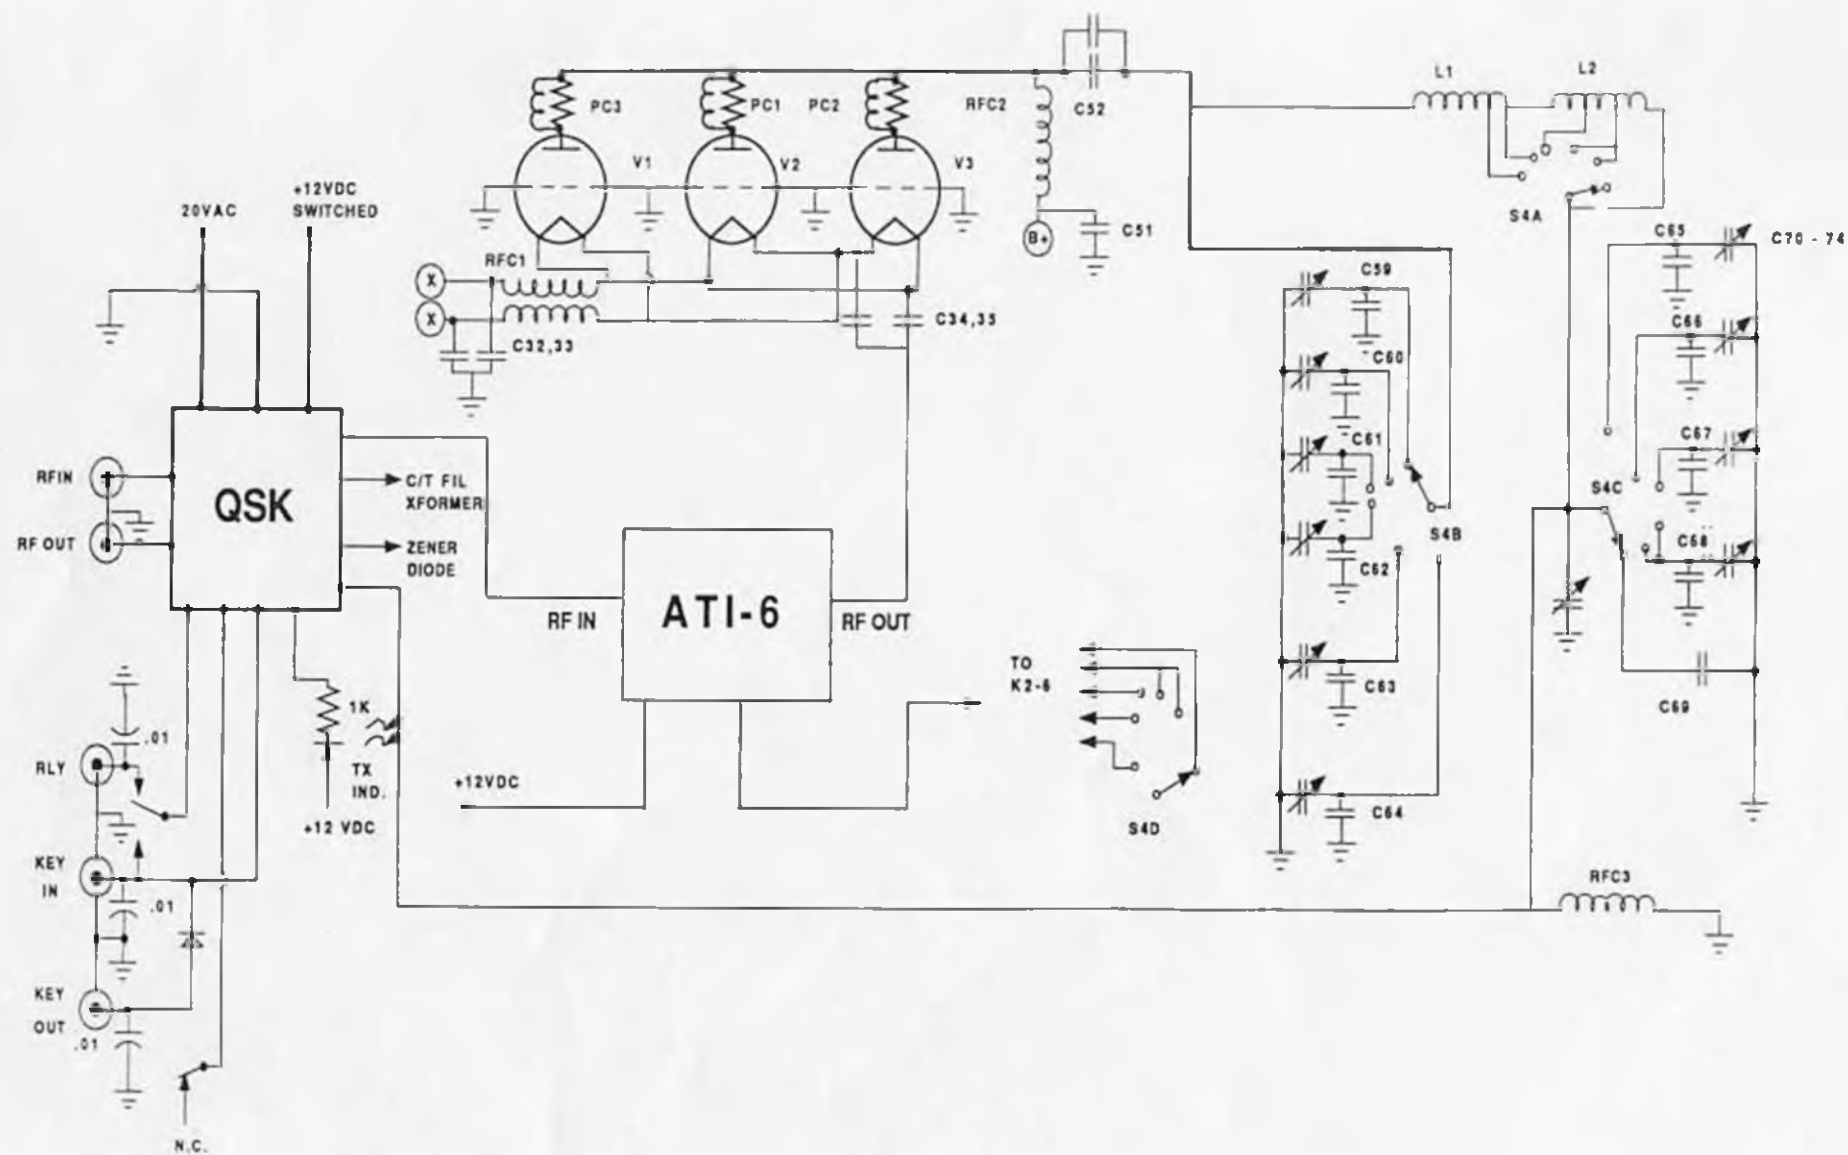 L1
L2
C52
PC3
PC1
PC2
RFC2
V1
V2
V3
+12VDC
SWITCHED
20VAC
S4A
C51
B+
C65
C70 - 74
RFC1
X
X
C59
C34,35
C32,33
C66
C60
C61
C67
RFIN
C/T FIL
XFORMER
QSK
S4C
RF OUT
ZENER
DIODE
S4B
C68
C62
RF IN
ATI-6
RF OUT
TO
K2-6
C63
C69
1K
.01
RLY
TX
IND.
+12VDC
C64
+12 VDC
S4D
KEY
IN
.01
RFC3
KEY
OUT
.01
N.C.